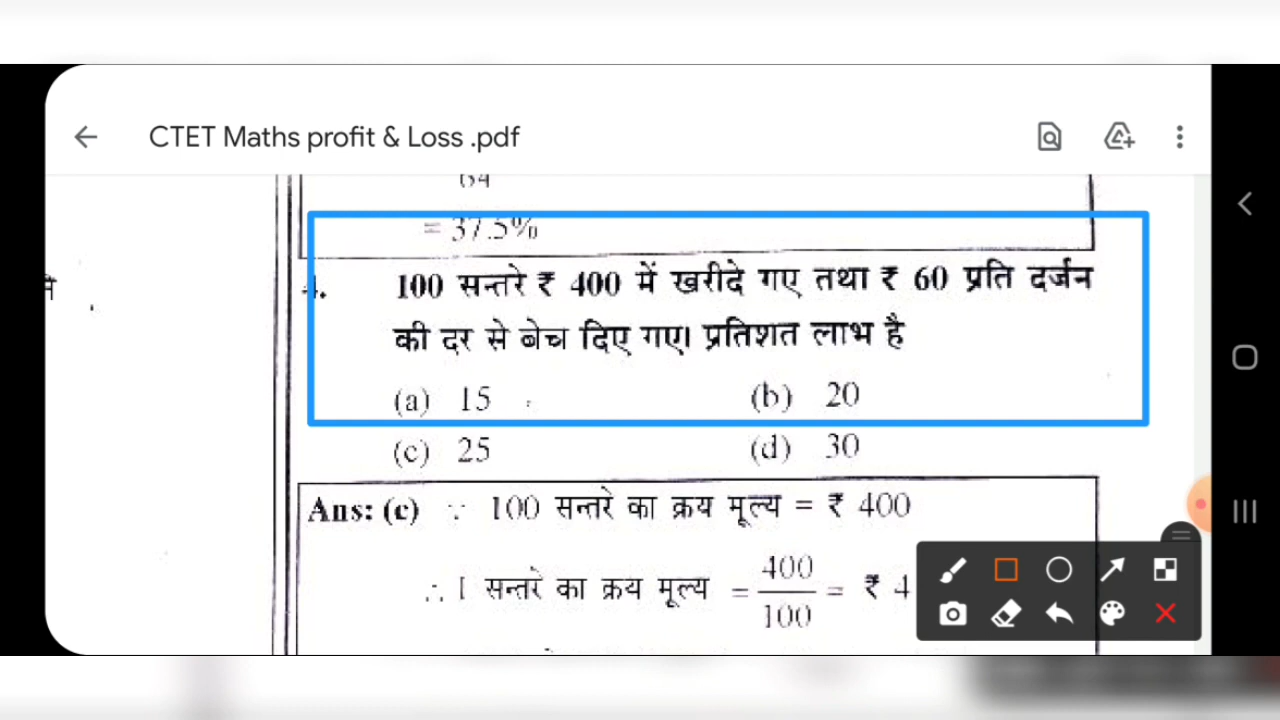 CTET Maths profit & Loss .pdf
64
= 37.5%
4. 100 सन्तरे ₹ 400 में खरीदे गए तथा ₹ 60 प्रति दर्जन
की दर से बेच दिए गए। प्रतिशत लाभ है
(a) 15 (b) 20
(c) 25 (d) 30
Ans: (c) ∵ 100 सन्तरे का क्रय मूल्य = ₹ 400
∴ 1 सन्तरे का क्रय मूल्य = 400/100 = ₹ 4